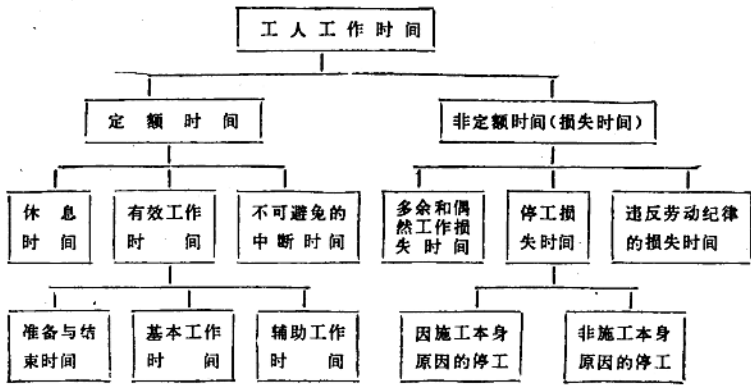 工人工作时间
定额时间
非定额时间(损失时间)
休息
时间
有效工作
时间
不可避免的
中断时间
多余和偶
然工作损
失时间
停工损
失时间
违反劳动纪律
的损失时间
准备与结
束时间
基本工作
时间
辅助工作
时间
因施工本身
原因的停工
非施工本身
原因的停工